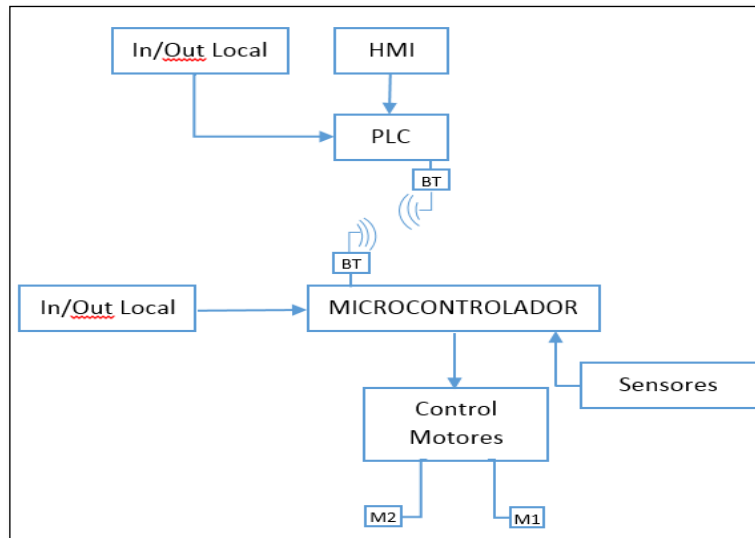 In/Out Local
HMI
PLC
BT
BT
In/Out Local
MICROCONTROLADOR
Sensores
Control
Motores
M2
M1